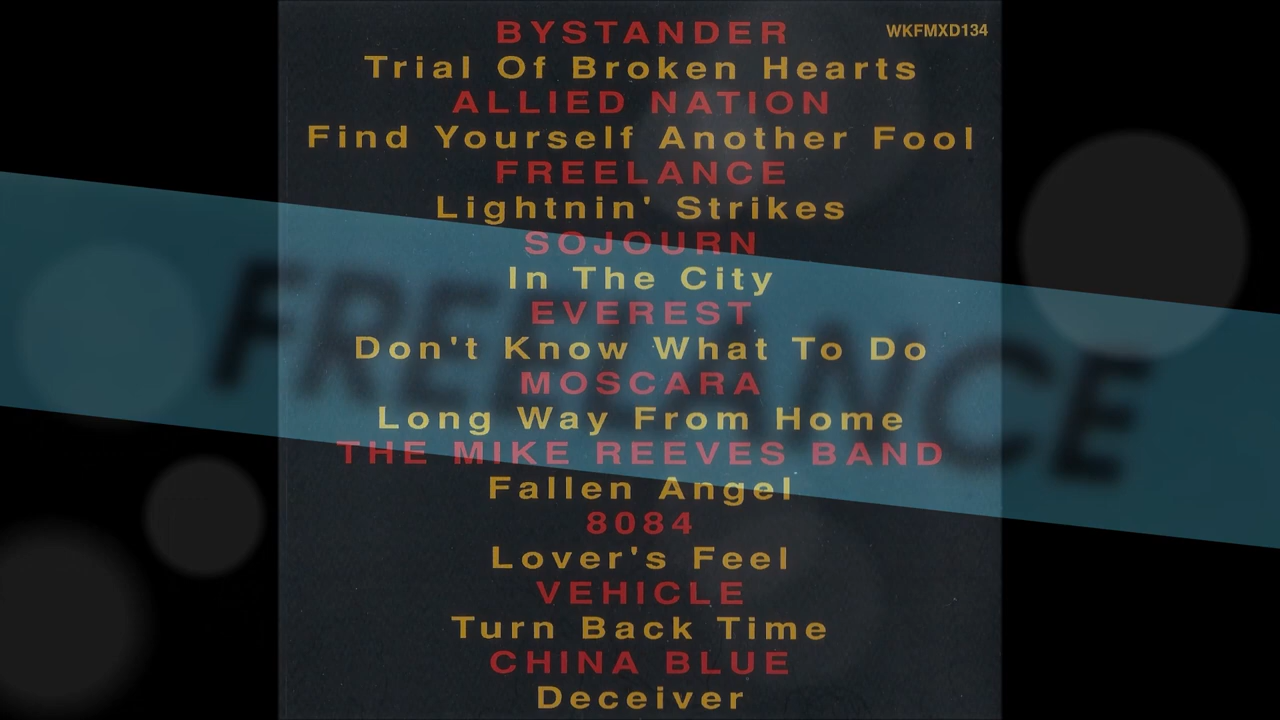 BYSTANDER
WKFMXD134
Trial Of Broken Hearts
ALLIED NATION
Find Yourself Another Fool
FREELANCE
Lightnin' Strikes
SOJOURN
In The City
FREELANCE
EVEREST
Don't Know What To Do
MOSCARA
Long Way From Home
THE MIKE REEVES BAND
Fallen Angel
8084
Lover's Feel
VEHICLE
Turn Back Time
CHINA BLUE
Deceiver